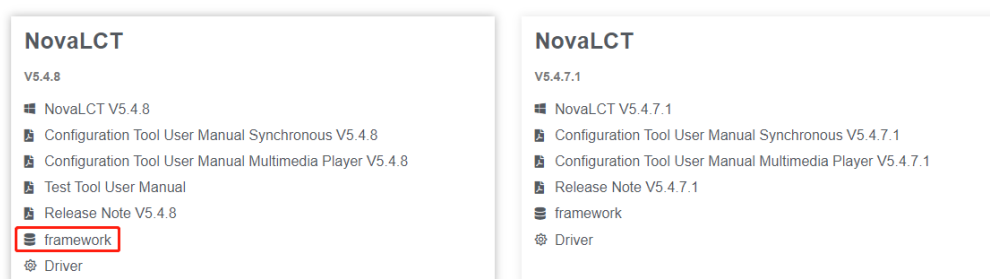 NovaLCT
V5.4.8
NovaLCT V5.4.8
Configuration Tool User Manual Synchronous V5.4.8
Configuration Tool User Manual Multimedia Player V5.4.8
Test Tool User Manual
Release Note V5.4.8
framework
Driver
NovaLCT
V5.4.7.1
NovaLCT V5.4.7.1
Configuration Tool User Manual Synchronous V5.4.7.1
Configuration Tool User Manual Multimedia Player V5.4.7.1
Release Note V5.4.7.1
framework
Driver